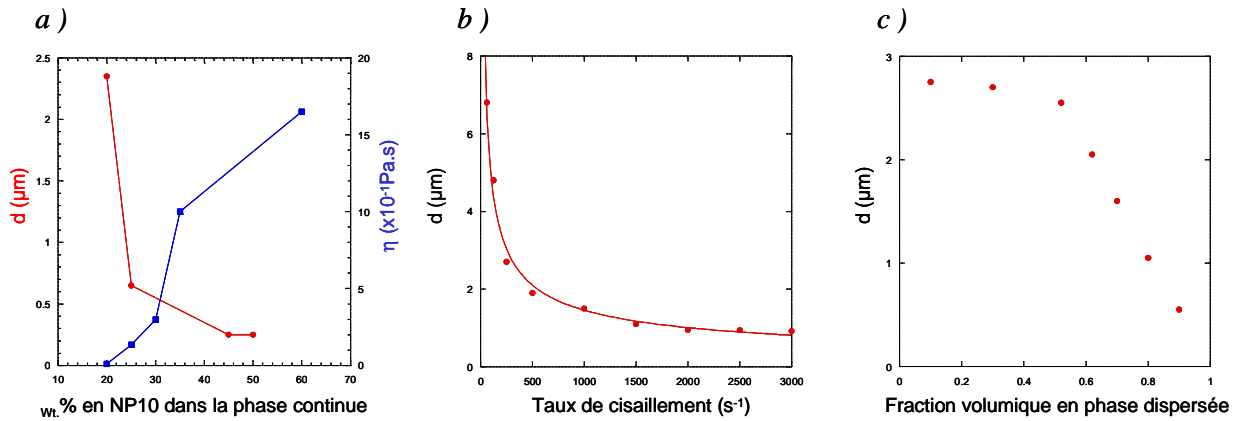 a )
2.5
2
1.5
1
0.5
0
d (μm)
20
15
10
5
0
η (x10-1Pa.s)
10 20 30 40 50 60 70
Wt.% en NP10 dans la phase continue
b )
8
6
4
2
0
d (μm)
0 500 1000 1500 2000 2500 3000
Taux de cisaillement (s-1)
c )
3
2
1
0
d (μm)
0 0.2 0.4 0.6 0.8 1
Fraction volumique en phase dispersée